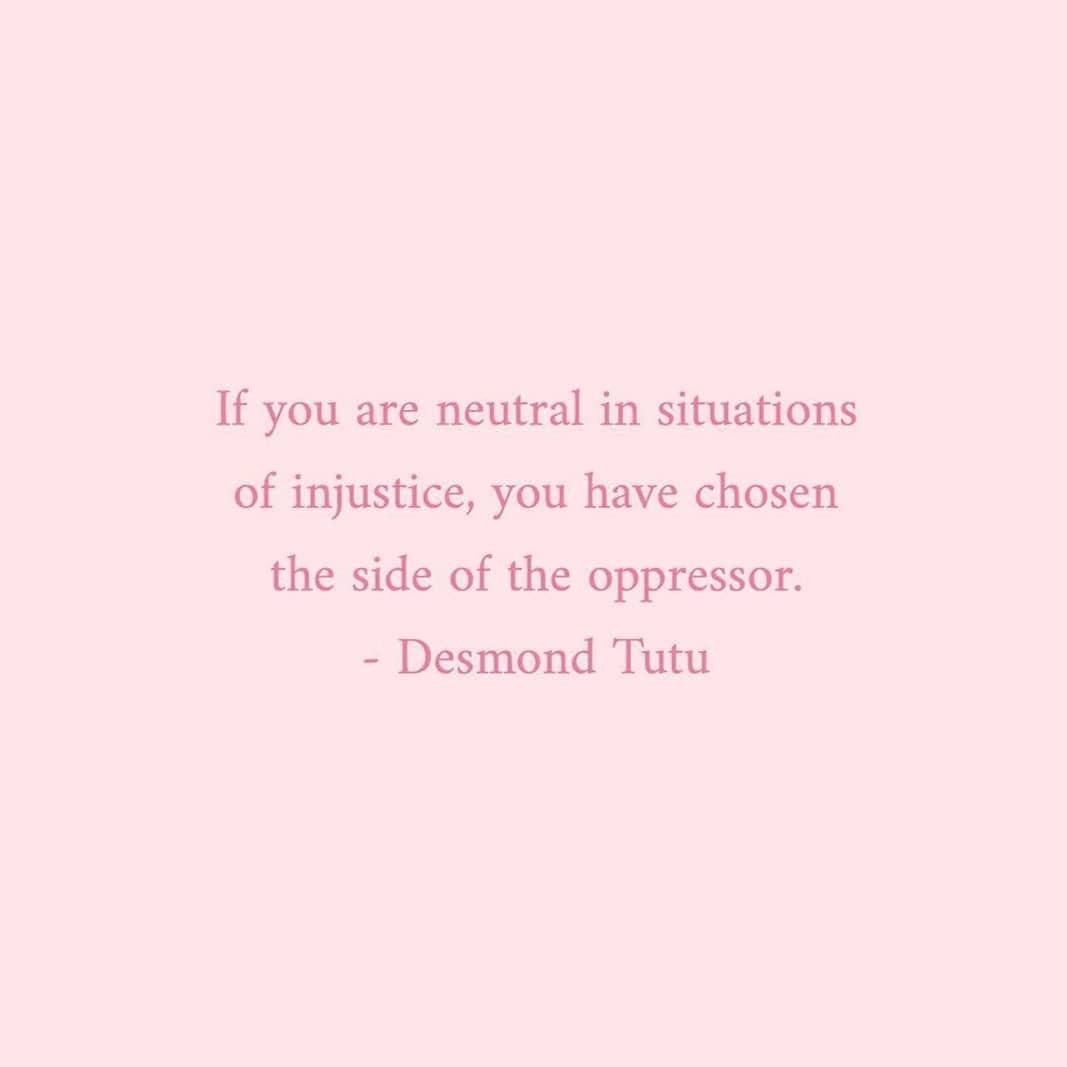 If you are neutral in situations
of injustice, you have chosen
the side of the oppressor.
- Desmond Tutu